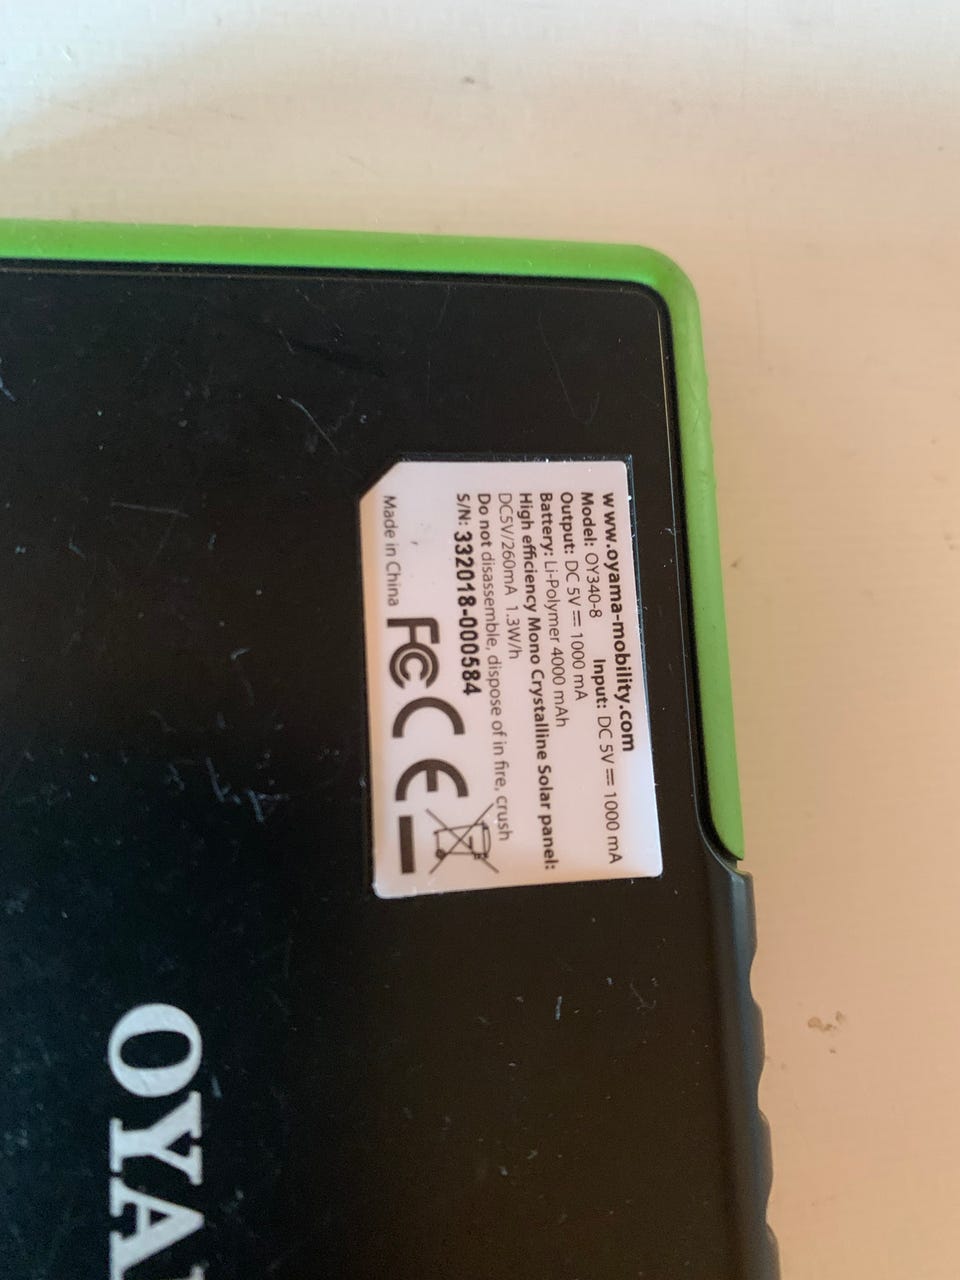 www.oyama-mobility.com
Model: OY340-8 Input: DC 5V ⎓ 1000 mA
Output: DC 5V ⎓ 1000 mA
Battery: Li-Polymer 4000 mAh
High efficiency Mono Crystalline Solar panel:
DC5V/260mA 1.3W/h
Do not disassemble, dispose of in fire, crush
S/N: 332018-000584
Made in China FC CE